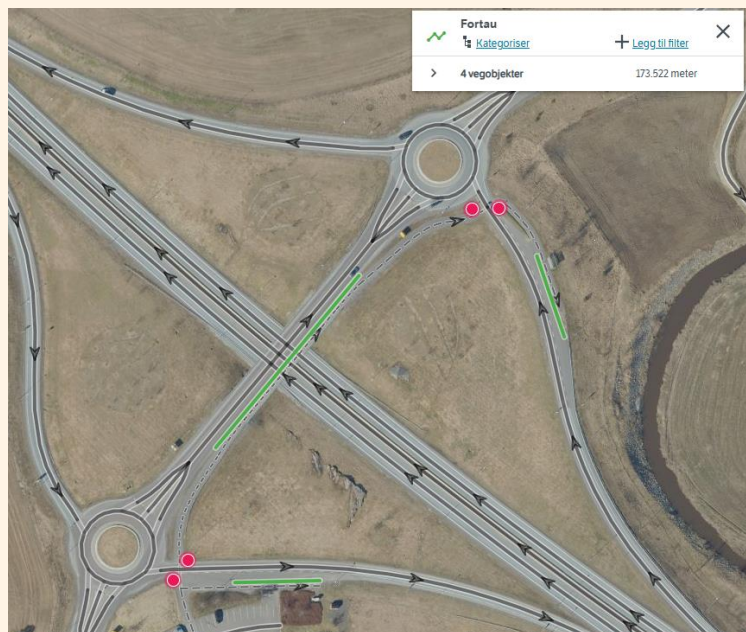 Fortau
Kategoriser
Legg til filter
4 vegobjekter
173.522 meter